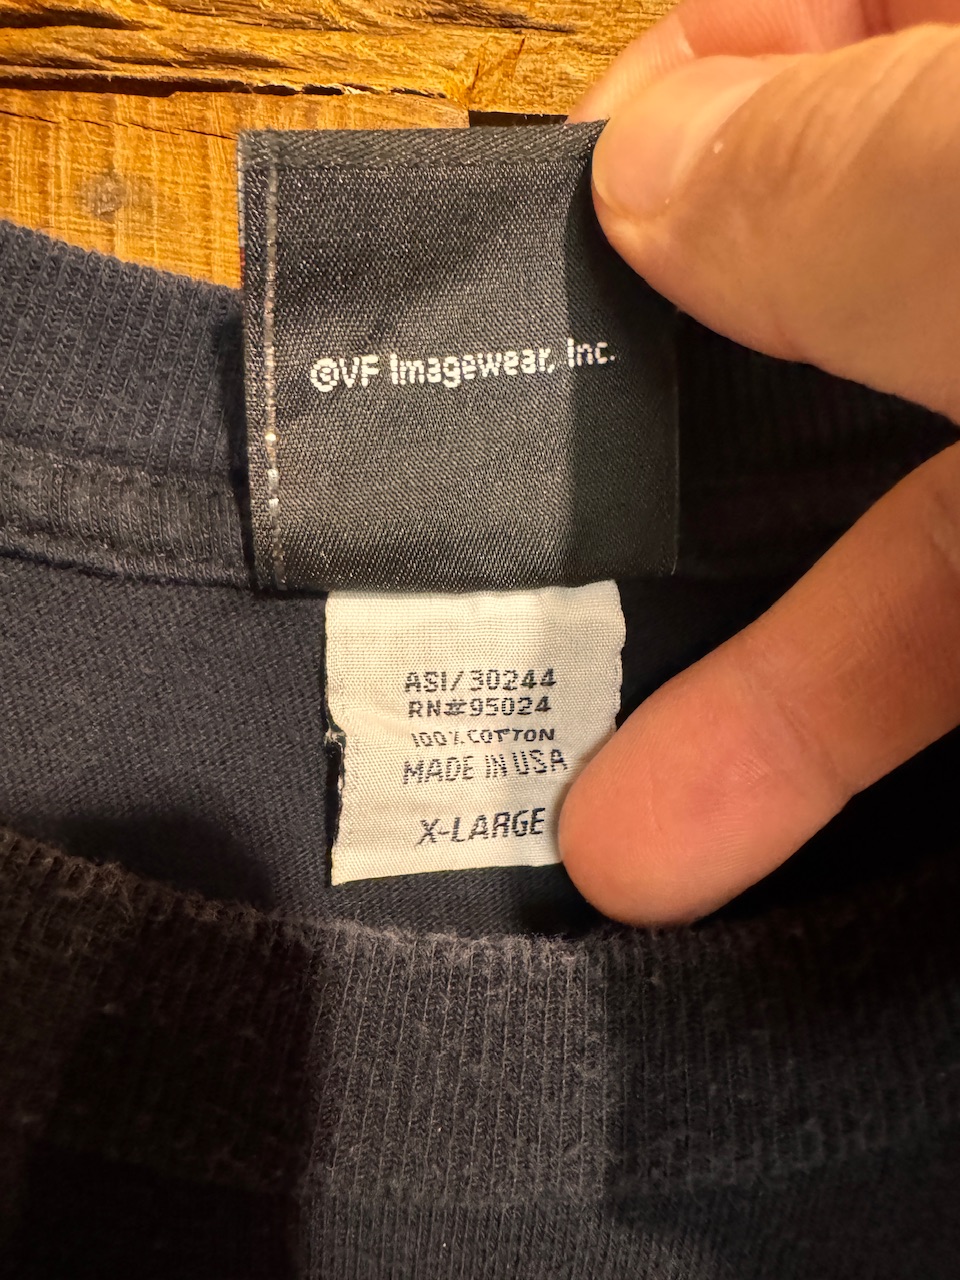 ©VF Imagewear, Inc.
ASI/30244
RN#95024
100% COTTON
MADE IN USA
X-LARGE